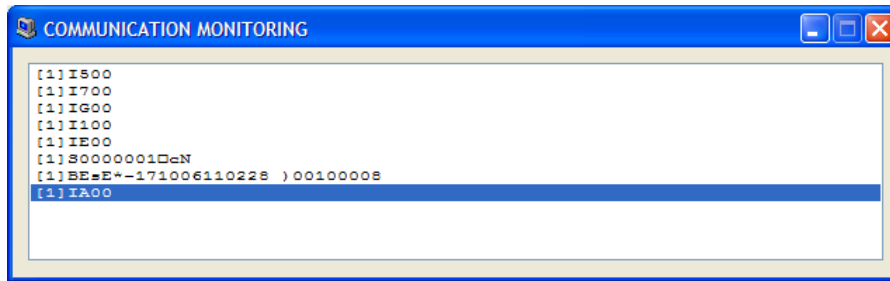 COMMUNICATION MONITORING
[1]I500
[1]I700
[1]IG00
[1]I100
[1]IE00
[1]S0000001□cN
[1]BEsE*-171006110228 )00100008
[1]IA00